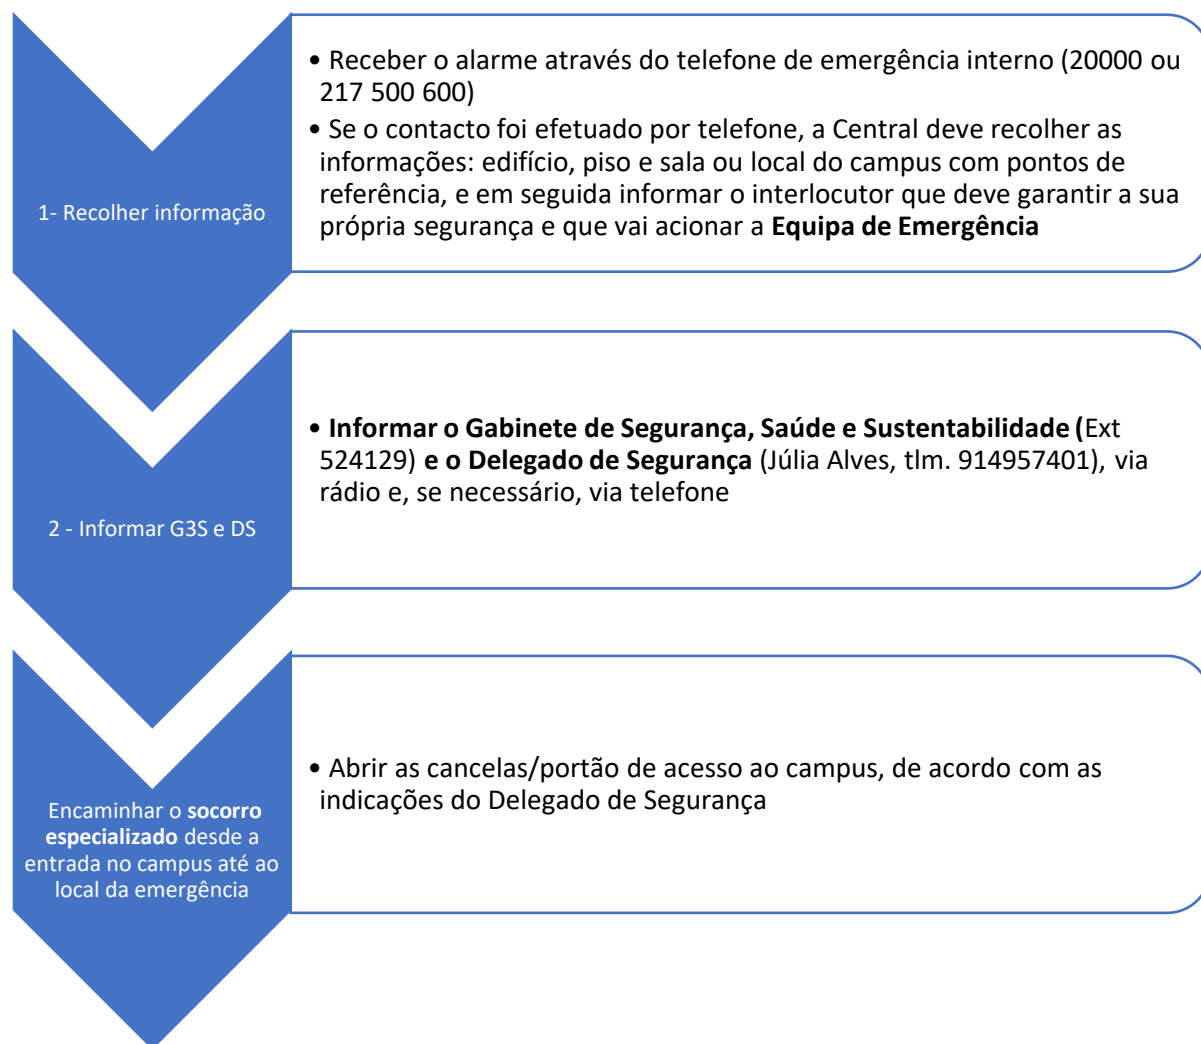 1- Recolher informação
• Receber o alarme através do telefone de emergência interno (20000 ou
217 500 600)
• Se o contacto foi efetuado por telefone, a Central deve recolher as
informações: edifício, piso e sala ou local do campus com pontos de
referência, e em seguida informar o interlocutor que deve garantir a sua
própria segurança e que vai acionar a Equipa de Emergência
2 - Informar G3S e DS
• Informar o Gabinete de Segurança, Saúde e Sustentabilidade (Ext
524129) e o Delegado de Segurança (Júlia Alves, tlm. 914957401), via
rádio e, se necessário, via telefone
Encaminhar o socorro
especializado desde a
entrada no campus até ao
local da emergência
• Abrir as cancelas/portão de acesso ao campus, de acordo com as
indicações do Delegado de Segurança